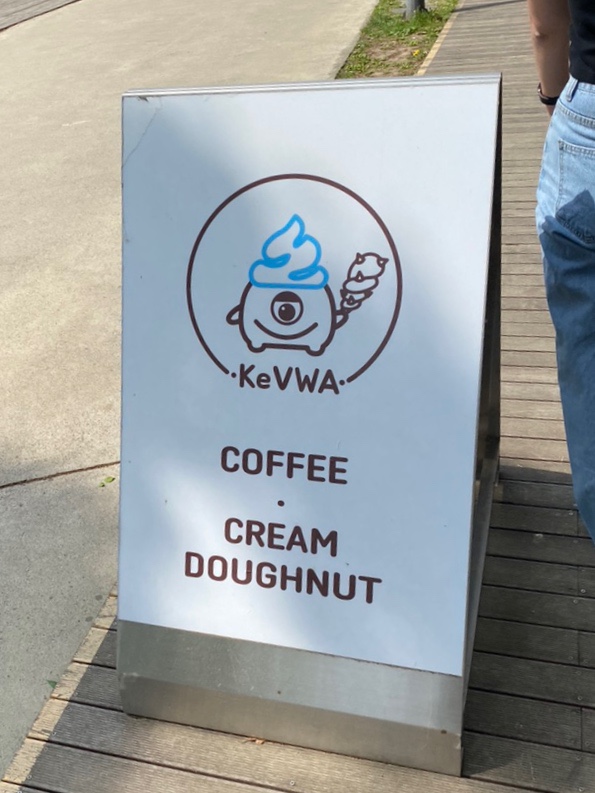 ·KeVWA·
COFFEE
·
CREAM
DOUGHNUT